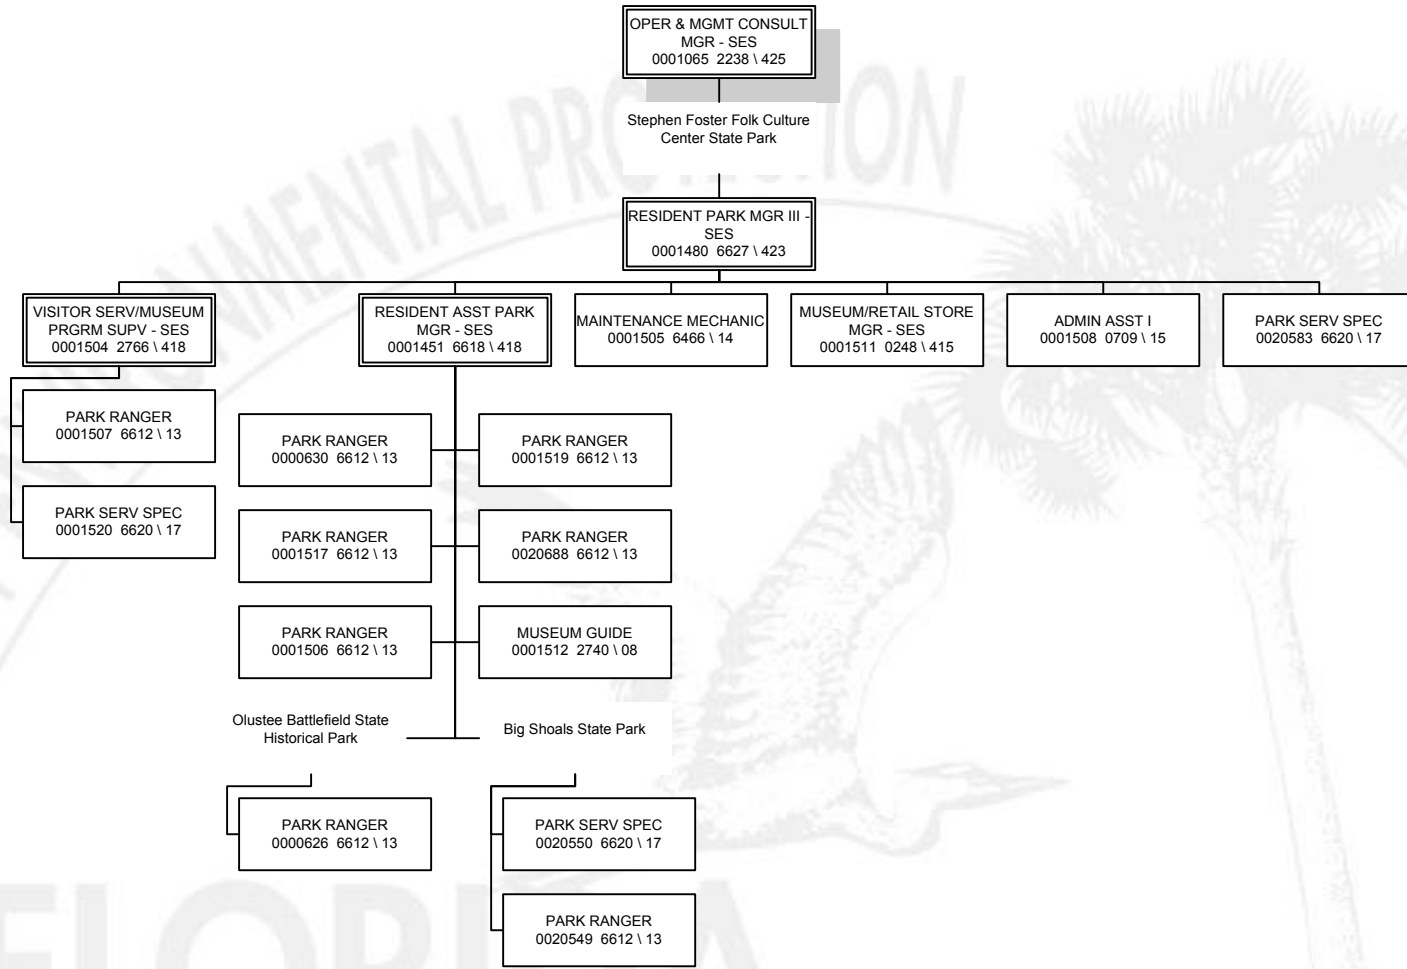 OPER & MGMT CONSULT
MGR - SES
0001065  2238 \ 425
Stephen Foster Folk Culture
Center State Park
RESIDENT PARK MGR III -
SES
0001480  6627 \ 423
VISITOR SERV/MUSEUM
PRGRM SUPV - SES
0001504  2766 \ 418
RESIDENT ASST PARK
MGR - SES
0001451  6618 \ 418
MAINTENANCE MECHANIC
0001505  6466 \ 14
MUSEUM/RETAIL STORE
MGR - SES
0001511  0248 \ 415
ADMIN ASST I
0001508  0709 \ 15
PARK SERV SPEC
0020583  6620 \ 17
PARK RANGER
0001507  6612 \ 13
PARK SERV SPEC
0001520  6620 \ 17
PARK RANGER
0000630  6612 \ 13
PARK RANGER
0001519  6612 \ 13
PARK RANGER
0001517  6612 \ 13
PARK RANGER
0020688  6612 \ 13
PARK RANGER
0001506  6612 \ 13
MUSEUM GUIDE
0001512  2740 \ 08
Olustee Battlefield State
Historical Park
Big Shoals State Park
PARK RANGER
0000626  6612 \ 13
PARK SERV SPEC
0020550  6620 \ 17
PARK RANGER
0020549  6612 \ 13